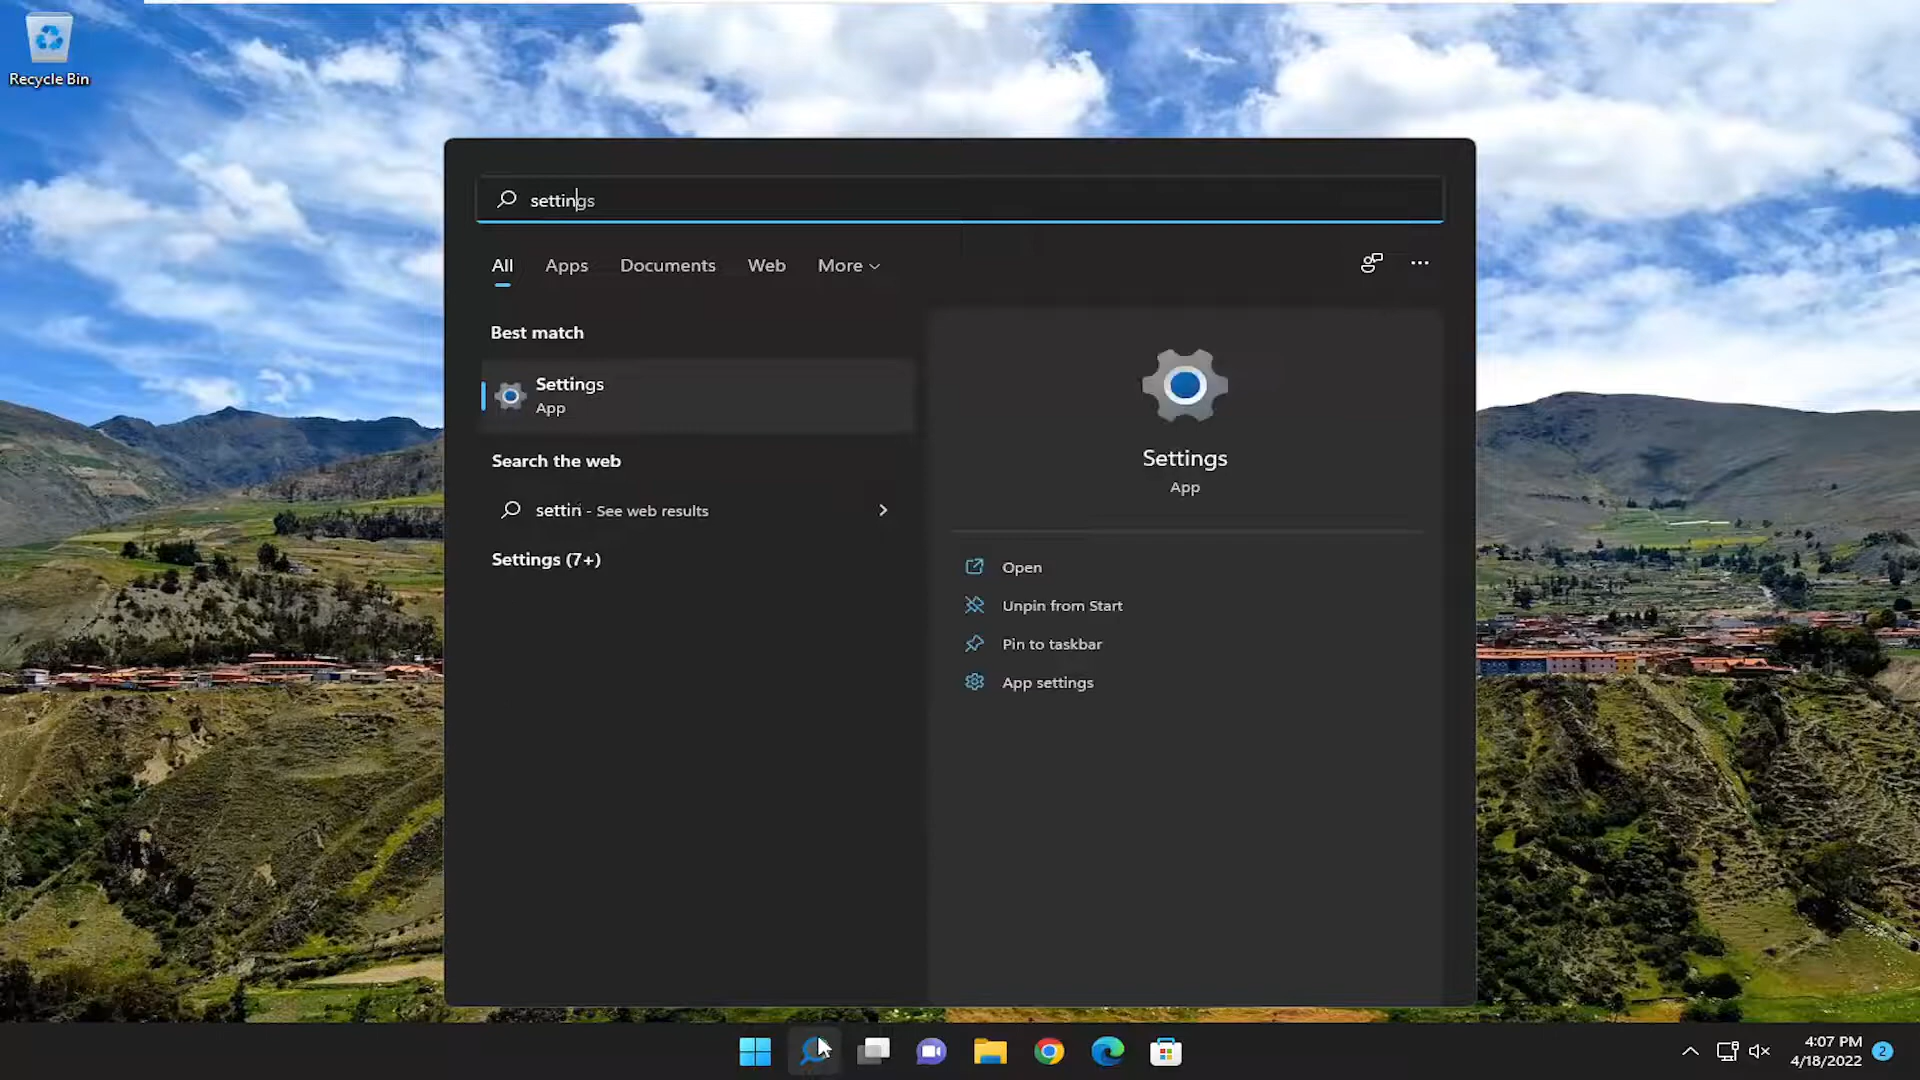 Recycle Bin
settings
All Apps Documents Web More
Best match
Settings
App
Search the web
settin - See web results
Settings (7+)
Settings
App
Open
Unpin from Start
Pin to taskbar
App settings
4:07 PM
4/18/2022
2